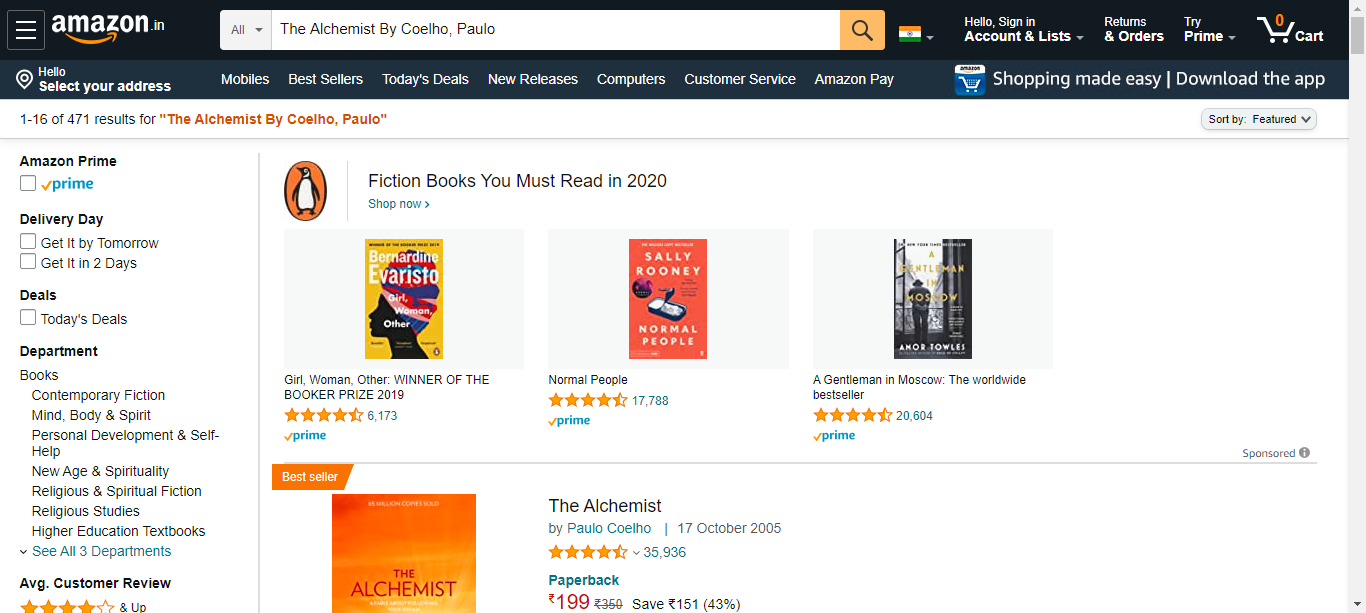 amazon.in
All
The Alchemist By Coelho, Paulo
Hello, Sign in
Account & Lists
Returns
& Orders
Try
Prime
0
Cart
Hello
Select your address
Mobiles Best Sellers Today's Deals New Releases Computers Customer Service Amazon Pay
amazon
Shopping made easy | Download the app
1-16 of 471 results for "The Alchemist By Coelho, Paulo"
Sort by: Featured
Amazon Prime
prime
Delivery Day
Get It by Tomorrow
Get It in 2 Days
Deals
Today's Deals
Department
Books
Contemporary Fiction
Mind, Body & Spirit
Personal Development & Self-
Help
New Age & Spirituality
Religious & Spiritual Fiction
Religious Studies
Higher Education Textbooks
See All 3 Departments
Avg. Customer Review
& Up
Fiction Books You Must Read in 2020
Shop now ›
WINNER OF THE BOOKER PRIZE 2019
Bernardine
Evaristo
Girl,
Woman,
Other
Girl, Woman, Other: WINNER OF THE
BOOKER PRIZE 2019
6,173
prime
SALLY
ROONEY
NORMAL
PEOPLE
Normal People
17,788
prime
A
GENTLEMAN
IN
MOSCOW
AMOR TOWLES
A Gentleman in Moscow: The worldwide
bestseller
20,604
prime
Sponsored
Best seller
65 MILLION COPIES SOLD
THE
ALCHEMIST
The Alchemist
by Paulo Coelho | 17 October 2005
35,936
Paperback
₹199 ₹350 Save ₹151 (43%)